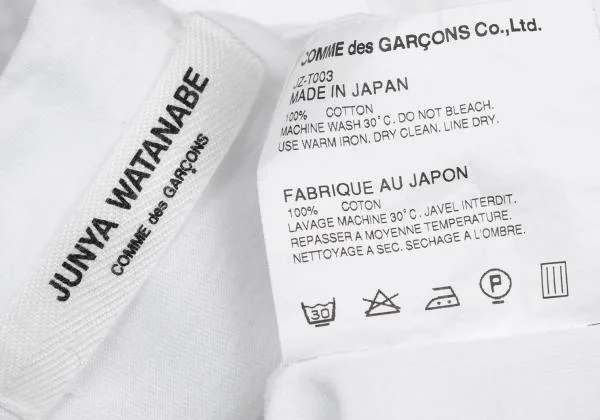 JUNYA WATANABE
COMME des GARÇONS
COMME des GARÇONS Co.,Ltd.
JZ-T003
MADE IN JAPAN
100% COTTON
MACHINE WASH 30°C. DO NOT BLEACH.
USE WARM IRON. DRY CLEAN. LINE DRY.
FABRIQUE AU JAPON
100% COTON
LAVAGE MACHINE 30°C. JAVEL INTERDIT.
REPASSER A MOYENNE TEMPERATURE.
NETTOYAGE A SEC. SECHAGE A L'OMBRE.
30 P